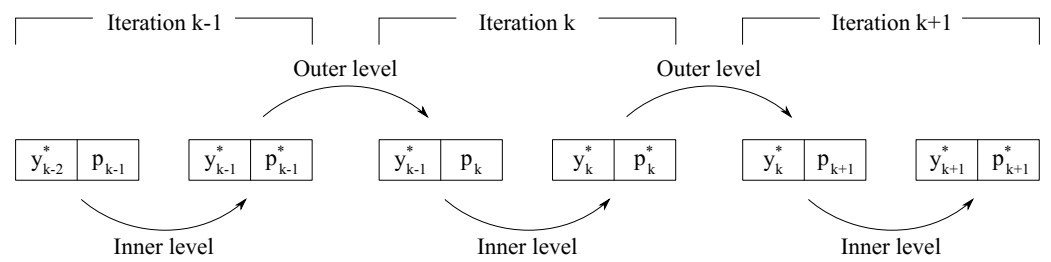 Iteration k-1 Iteration k Iteration k+1
Outer level Outer level
y*k-2 pk-1 y*k-1 p*k-1 y*k-1 pk y*k p*k y*k pk+1 y*k+1 p*k+1
Inner level Inner level Inner level